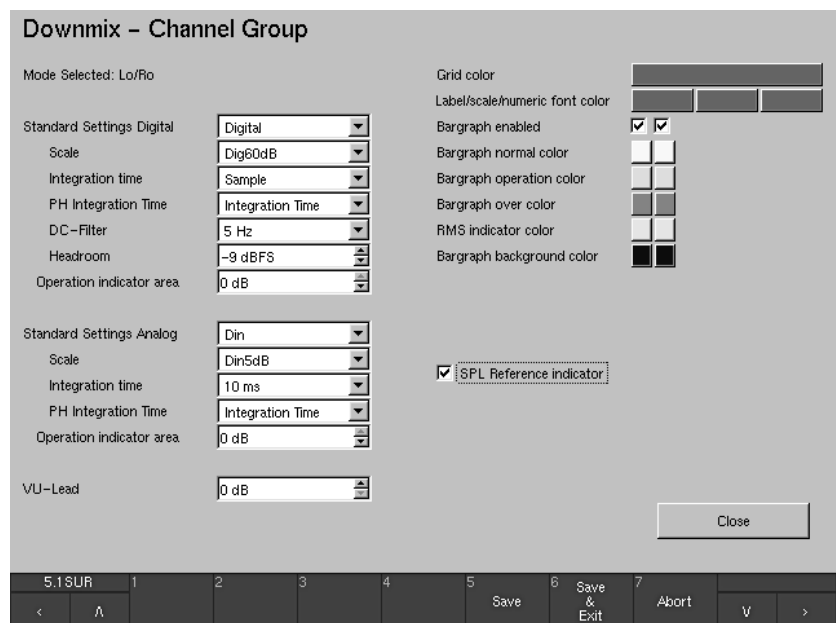 Downmix – Channel Group
Mode Selected: Lo/Ro
Standard Settings Digital Digital
Scale Dig60dB
Integration time Sample
PH Integration Time Integration Time
DC-Filter 5 Hz
Headroom -9 dBFS
Operation indicator area 0 dB
Standard Settings Analog Din
Scale Din5dB
Integration time 10 ms
PH Integration Time Integration Time
Operation indicator area 0 dB
VU-Lead 0 dB
Grid color
Label/scale/numeric font color
Bargraph enabled
Bargraph normal color
Bargraph operation color
Bargraph over color
RMS indicator color
Bargraph background color
SPL Reference indicator
Close
5.1SUR 1 2 3 4 5 6 7
< Λ Save Save & Exit Abort V >